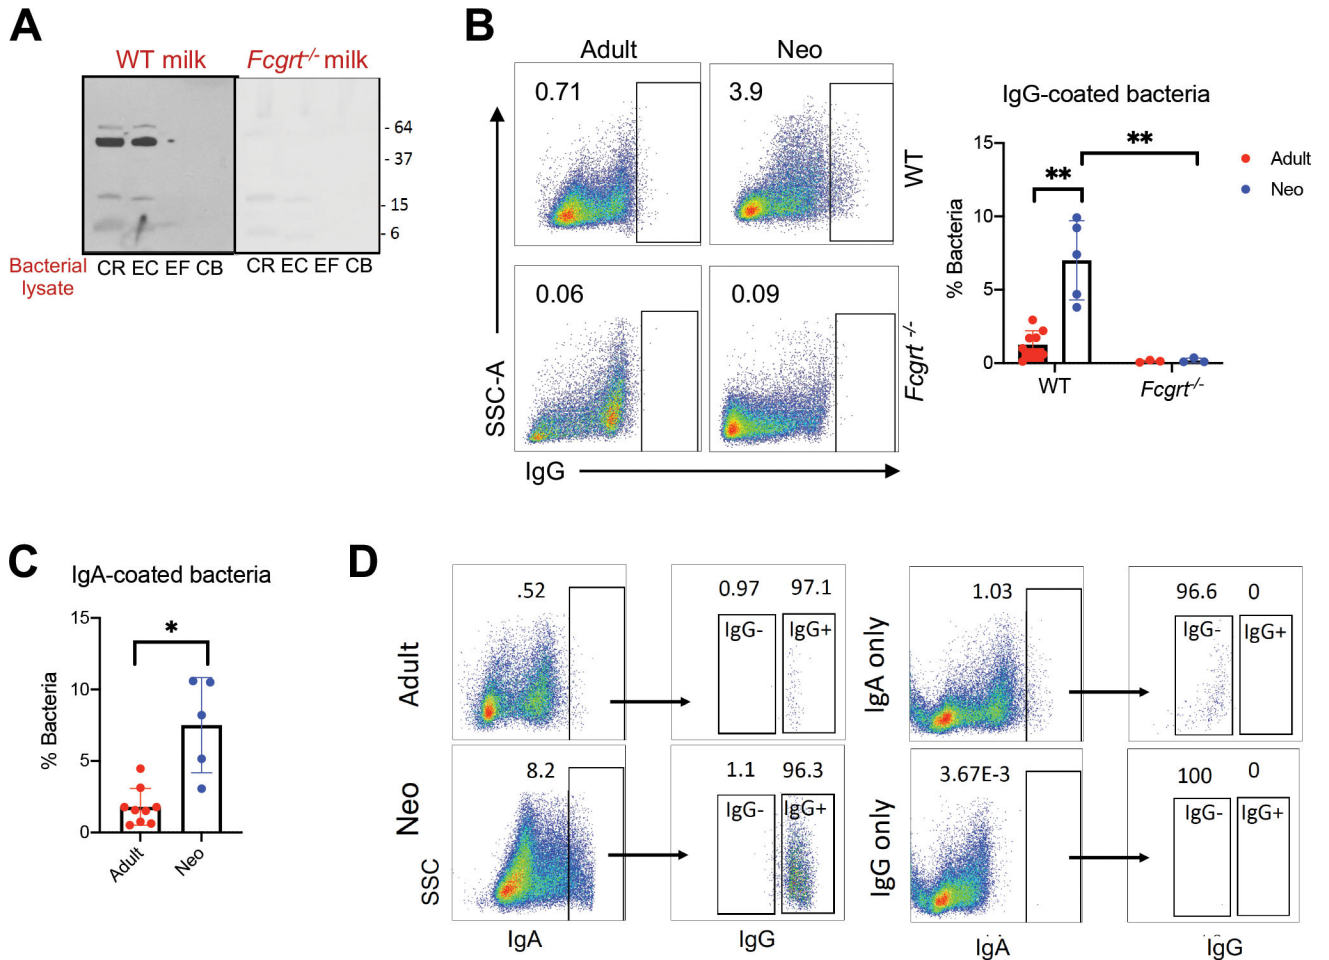 A
WT milk
Fcgrt-/- milk
- 64
- 37
- 15
- 6
Bacterial
lysate
CR EC EF CB
CR EC EF CB
B
Adult
Neo
0.71
3.9
WT
0.06
0.09
Fcgrt -/-
SSC-A
IgG
IgG-coated bacteria
15
10
5
0
% Bacteria
**
**
WT
Fcgrt-/-
Adult
Neo
C
IgA-coated bacteria
15
10
5
0
% Bacteria
*
Adult
Neo
D
Adult
.52
0.97 97.1
IgG- IgG+
IgA only
1.03
96.6 0
IgG- IgG+
Neo
SSC
8.2
1.1 96.3
IgG- IgG+
IgG only
3.67E-3
100 0
IgG- IgG+
IgA
IgG
IgA
IgG